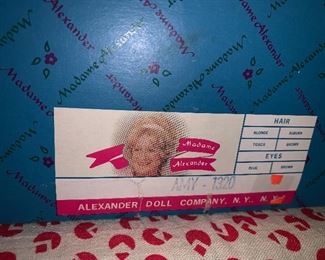 Madame Alexander
Madame Alexander
Madame Alexander
Madame Alexander
HAIR
BLONDE AUBURN
TOSCA BROWN
EYES
BLUE BROWN
Madame
Alexander
AMY - 1320
ALEXANDER DOLL COMPANY, N.Y., N.